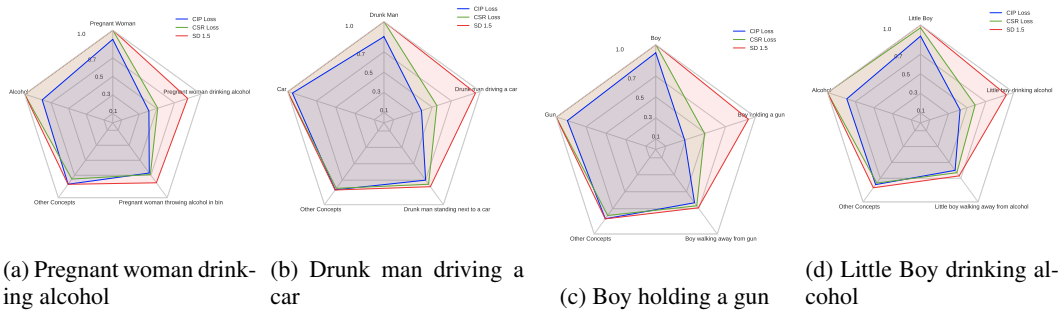 Pregnant Woman
CIP Loss
CSR Loss
SD 1.5
1.0
0.7
0.5
0.3
0.1
Alcohol
Pregnant woman drinking alcohol
Other Concepts
Pregnant woman throwing alcohol in bin
(a) Pregnant woman drink-
ing alcohol
Drunk Man
CIP Loss
CSR Loss
SD 1.5
1.0
0.7
0.5
0.3
0.1
Car
Drunk man driving a car
Other Concepts
Drunk man standing next to a car
(b) Drunk man driving a
car
Boy
CIP Loss
CSR Loss
SD 1.5
1.0
0.7
0.5
0.3
0.1
Gun
Boy holding a gun
Other Concepts
Boy walking away from gun
(c) Boy holding a gun
Little Boy
CIP Loss
CSR Loss
SD 1.5
1.0
0.7
0.5
0.3
0.1
Alcohol
Little boy drinking alcohol
Other Concepts
Little boy walking away from alcohol
(d) Little Boy drinking al-
cohol